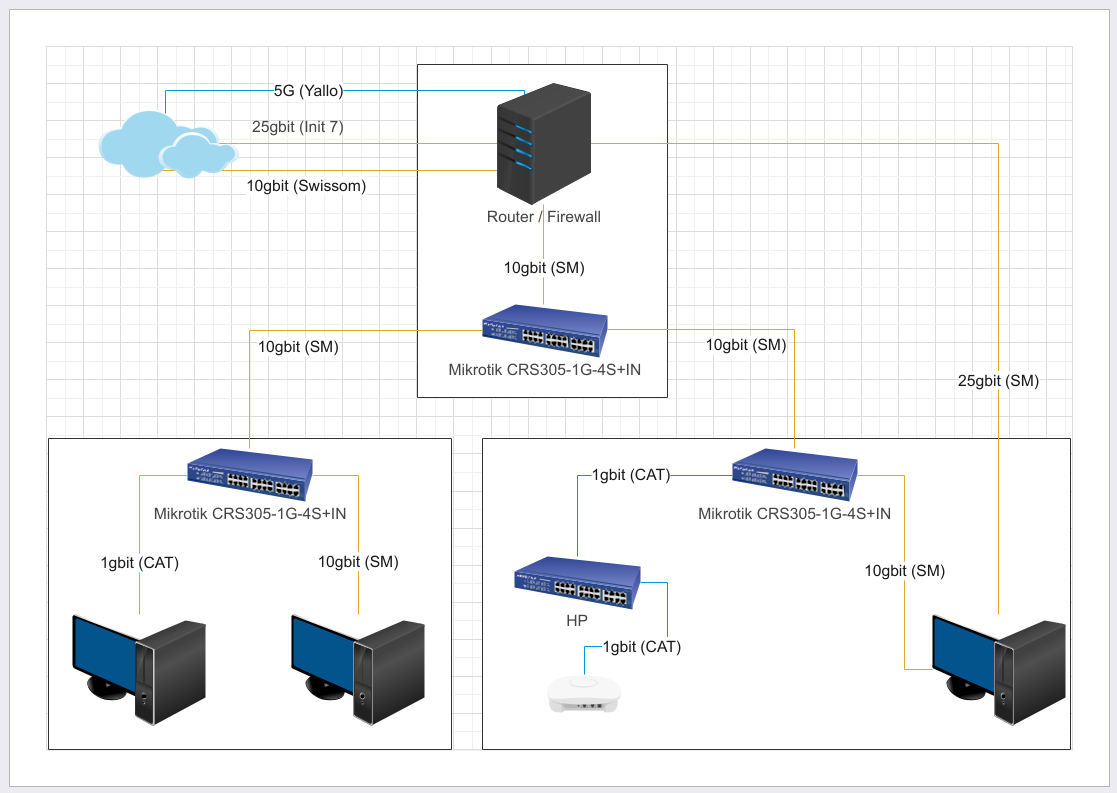 5G (Yallo)
25gbit (Init 7)
10gbit (Swissom)
Router / Firewall
10gbit (SM)
Mikrotik CRS305-1G-4S+IN
10gbit (SM)
10gbit (SM)
25gbit (SM)
Mikrotik CRS305-1G-4S+IN
1gbit (CAT)
10gbit (SM)
1gbit (CAT)
Mikrotik CRS305-1G-4S+IN
10gbit (SM)
HP
1gbit (CAT)